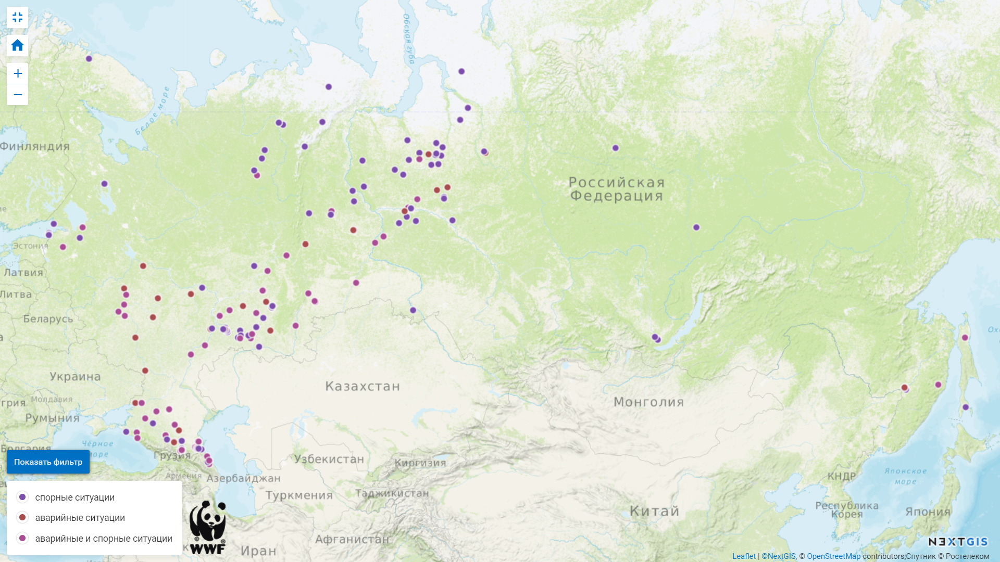 Обская губа
Белое море
Финляндия
Российская
Федерация
Эстония
Латвия
Литва
Беларусь
Украина
Казахстан
Монголия
грия
Молдавия
Румыния
Чёрное
море
Болгария
Грузия
Показать фильтр
Узбекистан
Киргизия
Армения
Азербайджан
КНДР
Японское
море
Туркмения
Таджикистан
Китай
Республика
Корея
Япония
спорные ситуации
аварийные ситуации
аварийные и спорные ситуации
WWF
®
Афганистан
Иран
NEXTGIS
Leaflet | ©NextGIS, © OpenStreetMap contributors;Спутник © Ростелеком